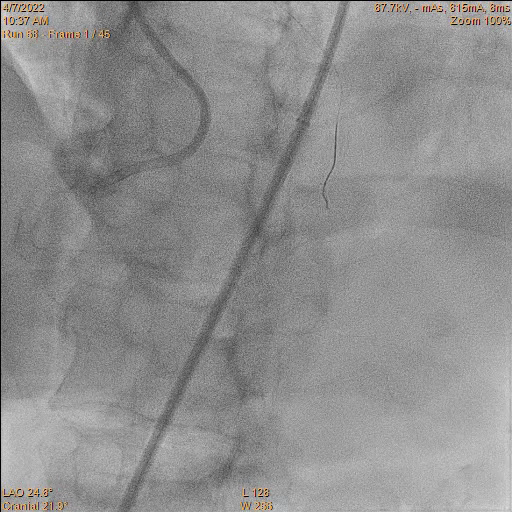 4/7/2022
10:37 AM
Run 58 - Frame 1 / 45
87.7kV, - mAs, 615mA, 8ms
Zoom 100%
LAO 24.8°
Cranial 21.9°
L 128
W 256